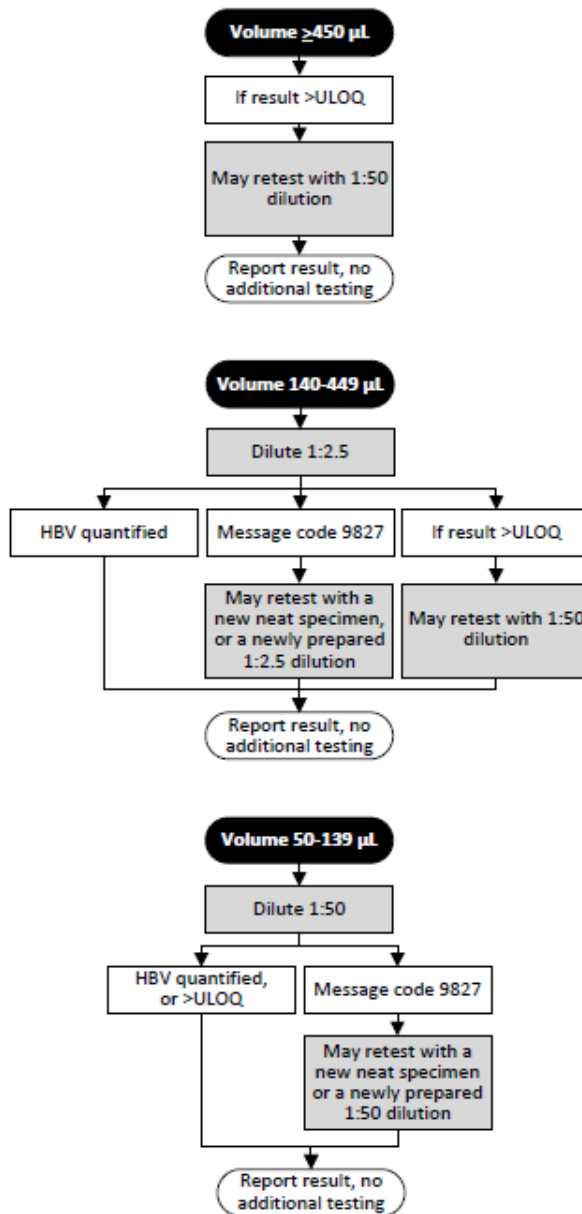 Volume ≥450 µL
If result >ULOQ
May retest with 1:50
dilution
Report result, no
additional testing
Volume 140-449 µL
Dilute 1:2.5
HBV quantified
Message code 9827
If result >ULOQ
May retest with a
new neat specimen,
or a newly prepared
1:2.5 dilution
May retest with 1:50
dilution
Report result, no
additional testing
Volume 50-139 µL
Dilute 1:50
HBV quantified,
or >ULOQ
Message code 9827
May retest with a
new neat specimen
or a newly prepared
1:50 dilution
Report result, no
additional testing